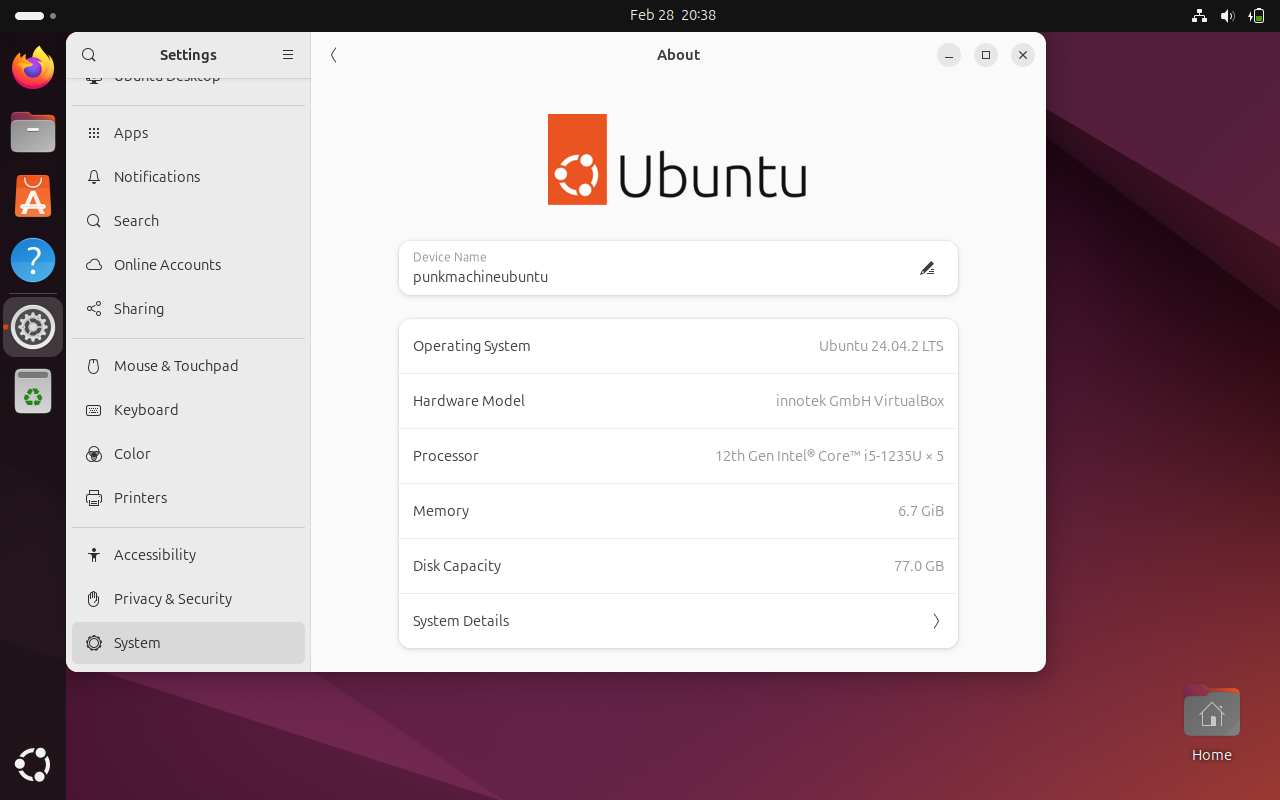 Feb 28 20:38
Settings
About
Ubuntu Desktop
Apps
Notifications
Search
Online Accounts
Sharing
Mouse & Touchpad
Keyboard
Color
Printers
Accessibility
Privacy & Security
System
Ubuntu
Device Name
punkmachineubuntu
Operating System Ubuntu 24.04.2 LTS
Hardware Model innotek GmbH VirtualBox
Processor 12th Gen Intel® Core™ i5-1235U × 5
Memory 6.7 GiB
Disk Capacity 77.0 GB
System Details
Home